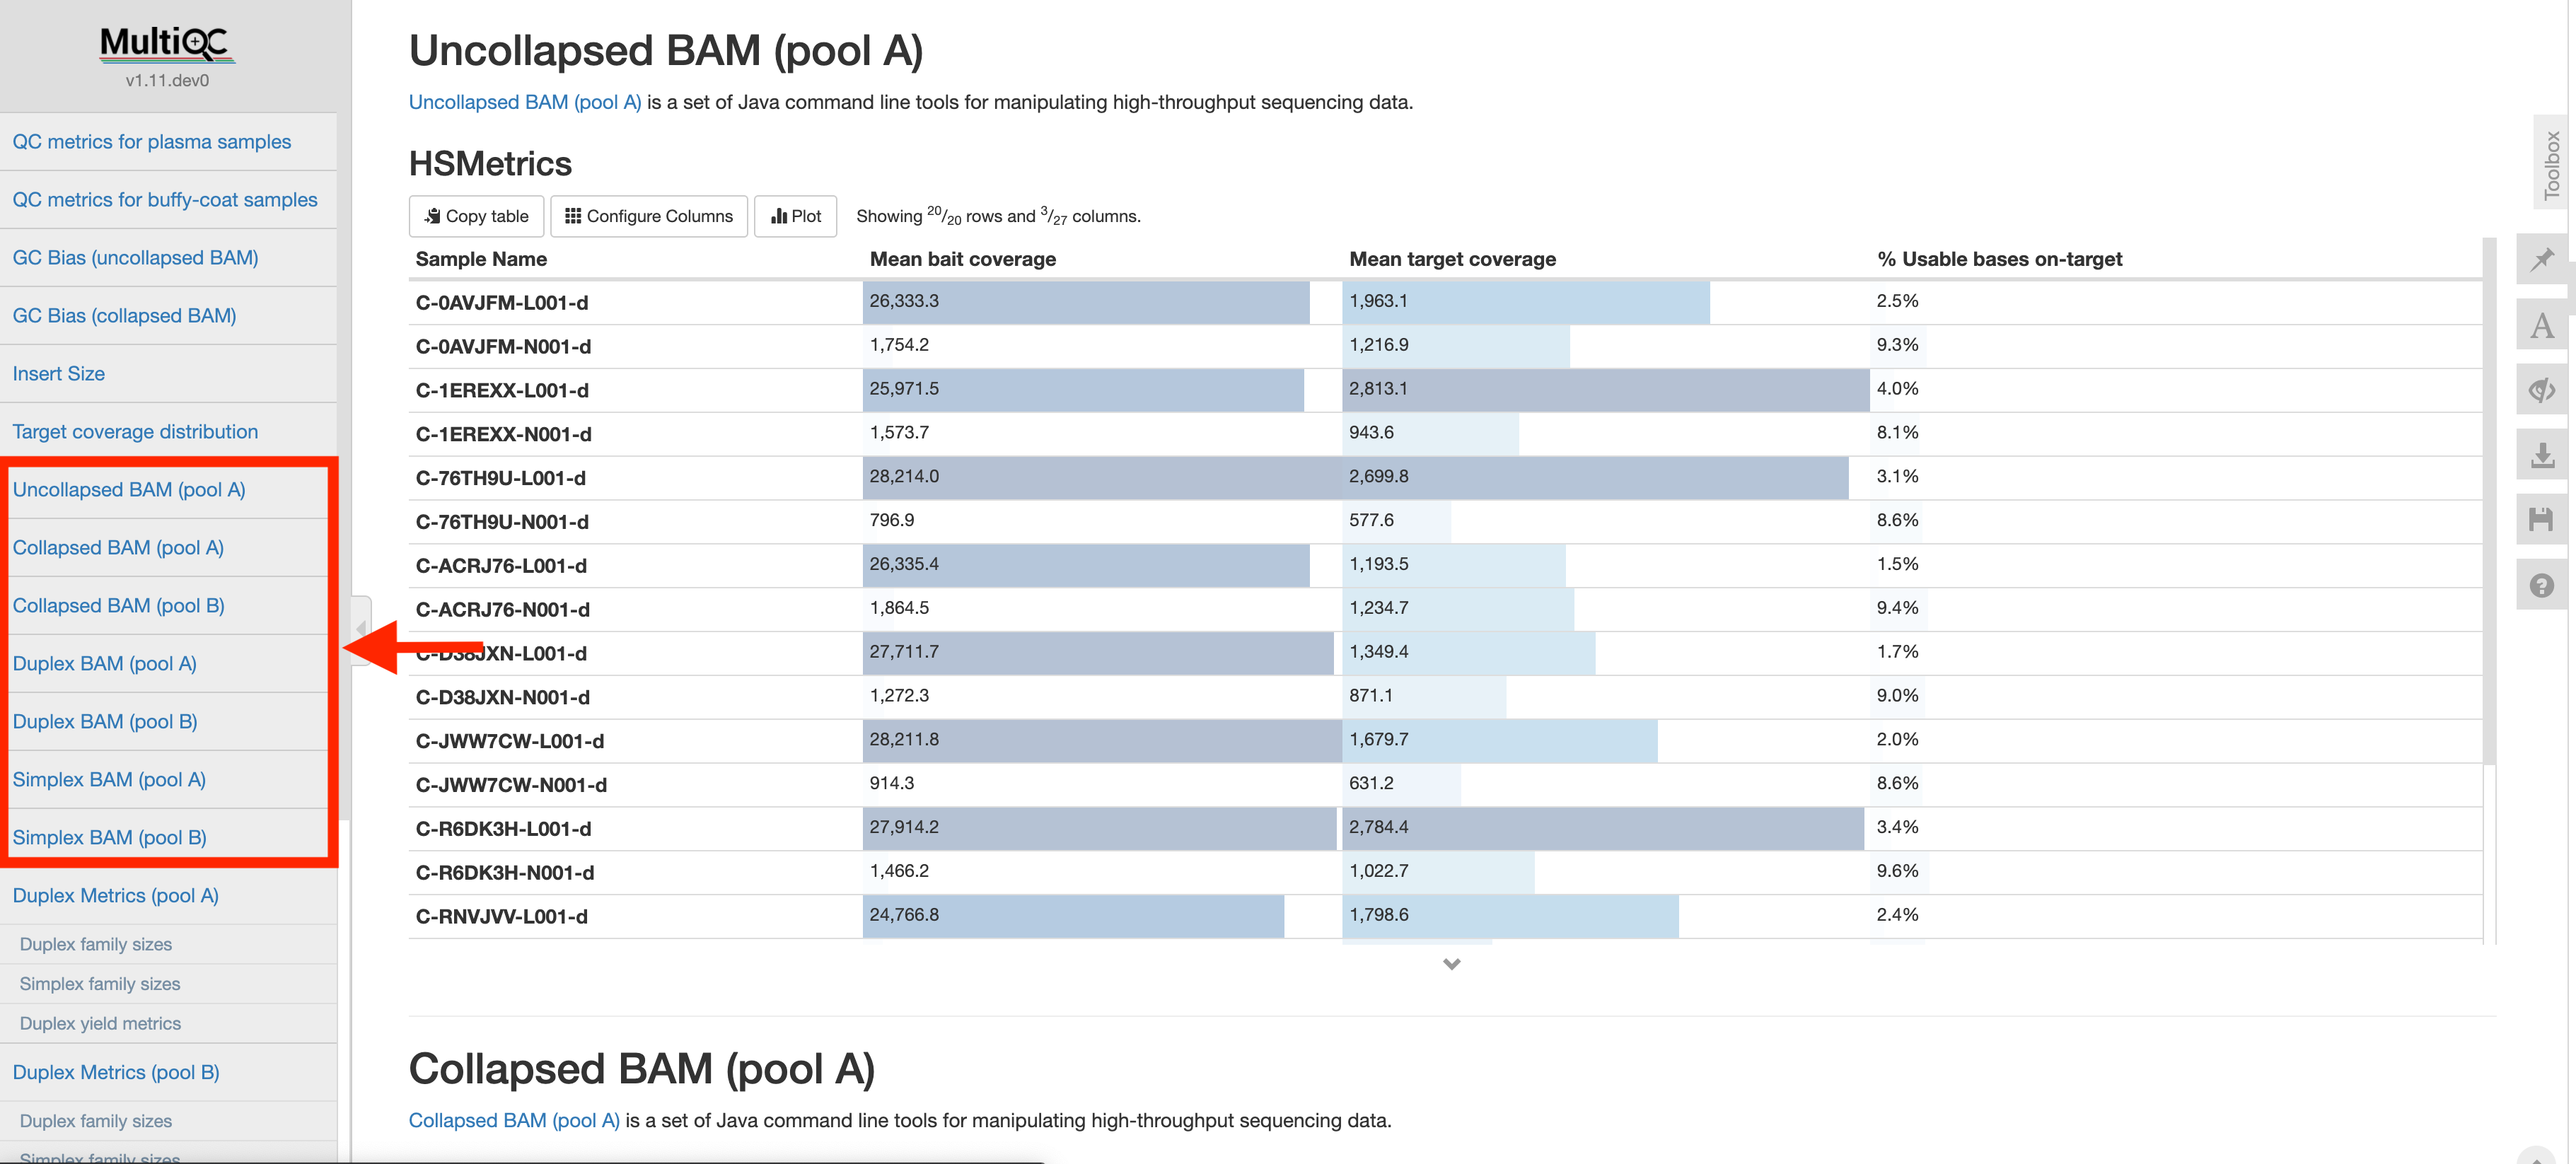 MultiQC
v1.11.dev0
QC metrics for plasma samples
QC metrics for buffy-coat samples
GC Bias (uncollapsed BAM)
GC Bias (collapsed BAM)
Insert Size
Target coverage distribution
Uncollapsed BAM (pool A)
Collapsed BAM (pool A)
Collapsed BAM (pool B)
Duplex BAM (pool A)
Duplex BAM (pool B)
Simplex BAM (pool A)
Simplex BAM (pool B)
Duplex Metrics (pool A)
Duplex family sizes
Simplex family sizes
Duplex yield metrics
Duplex Metrics (pool B)
Duplex family sizes
Simplex family sizes
Uncollapsed BAM (pool A)
Uncollapsed BAM (pool A) is a set of Java command line tools for manipulating high-throughput sequencing data.
HSMetrics
Copy table Configure Columns Plot Showing 20/20 rows and 3/27 columns.
Sample Name Mean bait coverage Mean target coverage % Usable bases on-target
C-0AVJFM-L001-d 26,333.3 1,963.1 2.5%
C-0AVJFM-N001-d 1,754.2 1,216.9 9.3%
C-1EREXX-L001-d 25,971.5 2,813.1 4.0%
C-1EREXX-N001-d 1,573.7 943.6 8.1%
C-76TH9U-L001-d 28,214.0 2,699.8 3.1%
C-76TH9U-N001-d 796.9 577.6 8.6%
C-ACRJ76-L001-d 26,335.4 1,193.5 1.5%
C-ACRJ76-N001-d 1,864.5 1,234.7 9.4%
C-D38JXN-L001-d 27,711.7 1,349.4 1.7%
C-D38JXN-N001-d 1,272.3 871.1 9.0%
C-JWW7CW-L001-d 28,211.8 1,679.7 2.0%
C-JWW7CW-N001-d 914.3 631.2 8.6%
C-R6DK3H-L001-d 27,914.2 2,784.4 3.4%
C-R6DK3H-N001-d 1,466.2 1,022.7 9.6%
C-RNVJVV-L001-d 24,766.8 1,798.6 2.4%
Collapsed BAM (pool A)
Collapsed BAM (pool A) is a set of Java command line tools for manipulating high-throughput sequencing data.
Toolbox
A